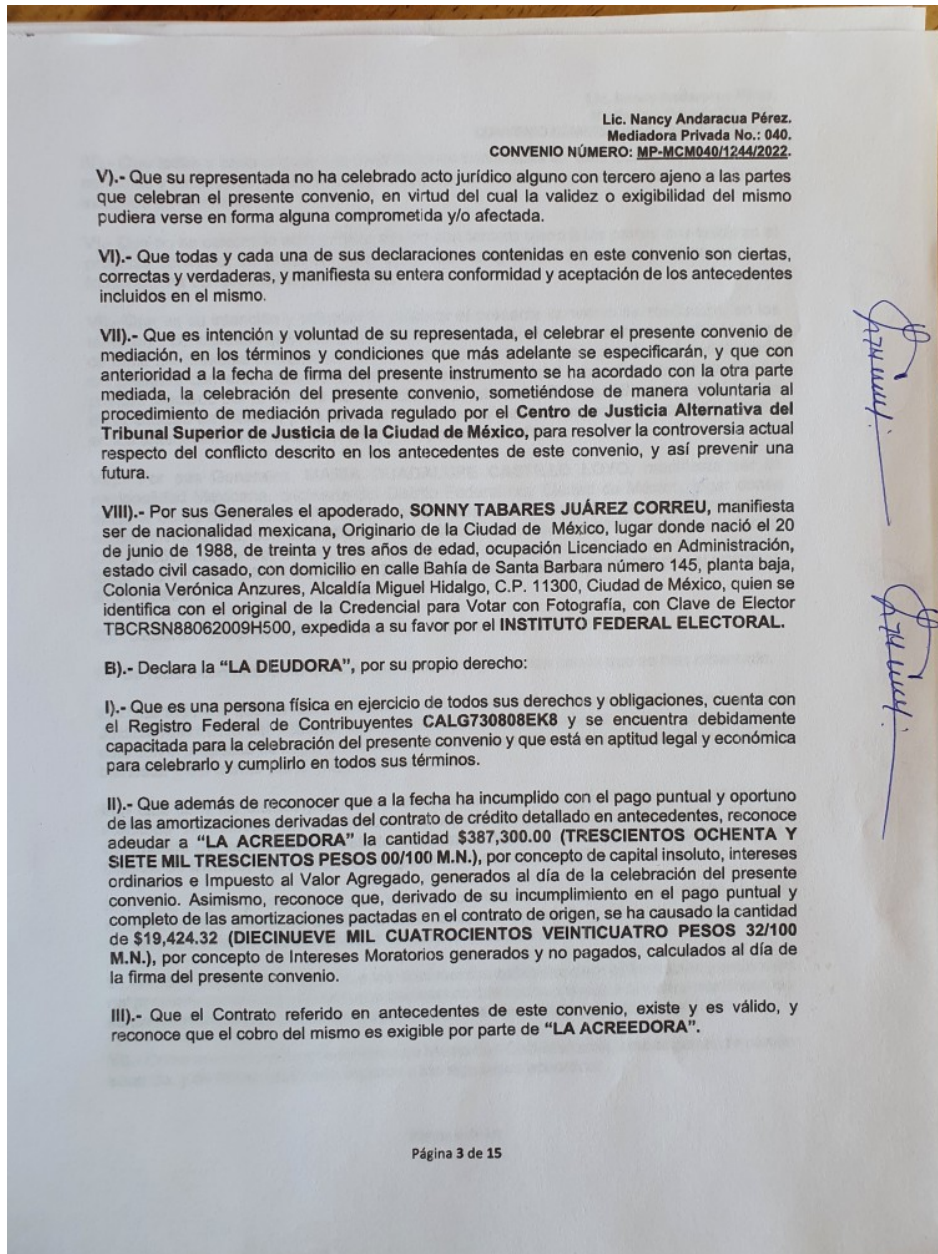 Lic. Nancy Andaracua Pérez.
Mediadora Privada No.: 040.
CONVENIO NÚMERO: MP-MCM040/1244/2022.
V).- Que su representada no ha celebrado acto jurídico alguno con tercero ajeno a las partes
que celebran el presente convenio, en virtud del cual la validez o exigibilidad del mismo
pudiera verse en forma alguna comprometida y/o afectada.
VI).- Que todas y cada una de sus declaraciones contenidas en este convenio son ciertas,
correctas y verdaderas, y manifiesta su entera conformidad y aceptación de los antecedentes
incluidos en el mismo.
VII).- Que es intención y voluntad de su representada, el celebrar el presente convenio de
mediación, en los términos y condiciones que más adelante se especificarán, y que con
anterioridad a la fecha de firma del presente instrumento se ha acordado con la otra parte
mediada, la celebración del presente convenio, sometiéndose de manera voluntaria al
procedimiento de mediación privada regulado por el Centro de Justicia Alternativa del
Tribunal Superior de Justicia de la Ciudad de México, para resolver la controversia actual
respecto del conflicto descrito en los antecedentes de este convenio, y así prevenir una
futura.
VIII).- Por sus Generales el apoderado, SONNY TABARES JUÁREZ CORREU, manifiesta
ser de nacionalidad mexicana, Originario de la Ciudad de México, lugar donde nació el 20
de junio de 1988, de treinta y tres años de edad, ocupación Licenciado en Administración,
estado civil casado, con domicilio en calle Bahía de Santa Barbara número 145, planta baja,
Colonia Verónica Anzures, Alcaldía Miguel Hidalgo, C.P. 11300, Ciudad de México, quien se
identifica con el original de la Credencial para Votar con Fotografía, con Clave de Elector
TBCRSN88062009H500, expedida a su favor por el INSTITUTO FEDERAL ELECTORAL.
B).- Declara la “LA DEUDORA”, por su propio derecho:
I).- Que es una persona física en ejercicio de todos sus derechos y obligaciones, cuenta con
el Registro Federal de Contribuyentes CALG730808EK8 y se encuentra debidamente
capacitada para la celebración del presente convenio y que está en aptitud legal y económica
para celebrarlo y cumplirlo en todos sus términos.
II).- Que además de reconocer que a la fecha ha incumplido con el pago puntual y oportuno
de las amortizaciones derivadas del contrato de crédito detallado en antecedentes, reconoce
adeudar a “LA ACREEDORA” la cantidad $387,300.00 (TRESCIENTOS OCHENTA Y
SIETE MIL TRESCIENTOS PESOS 00/100 M.N.), por concepto de capital insoluto, intereses
ordinarios e Impuesto al Valor Agregado, generados al día de la celebración del presente
convenio. Asimismo, reconoce que, derivado de su incumplimiento en el pago puntual y
completo de las amortizaciones pactadas en el contrato de origen, se ha causado la cantidad
de $19,424.32 (DIECINUEVE MIL CUATROCIENTOS VEINTICUATRO PESOS 32/100
M.N.), por concepto de Intereses Moratorios generados y no pagados, calculados al día de
la firma del presente convenio.
III).- Que el Contrato referido en antecedentes de este convenio, existe y es válido, y
reconoce que el cobro del mismo es exigible por parte de “LA ACREEDORA”.
Página 3 de 15